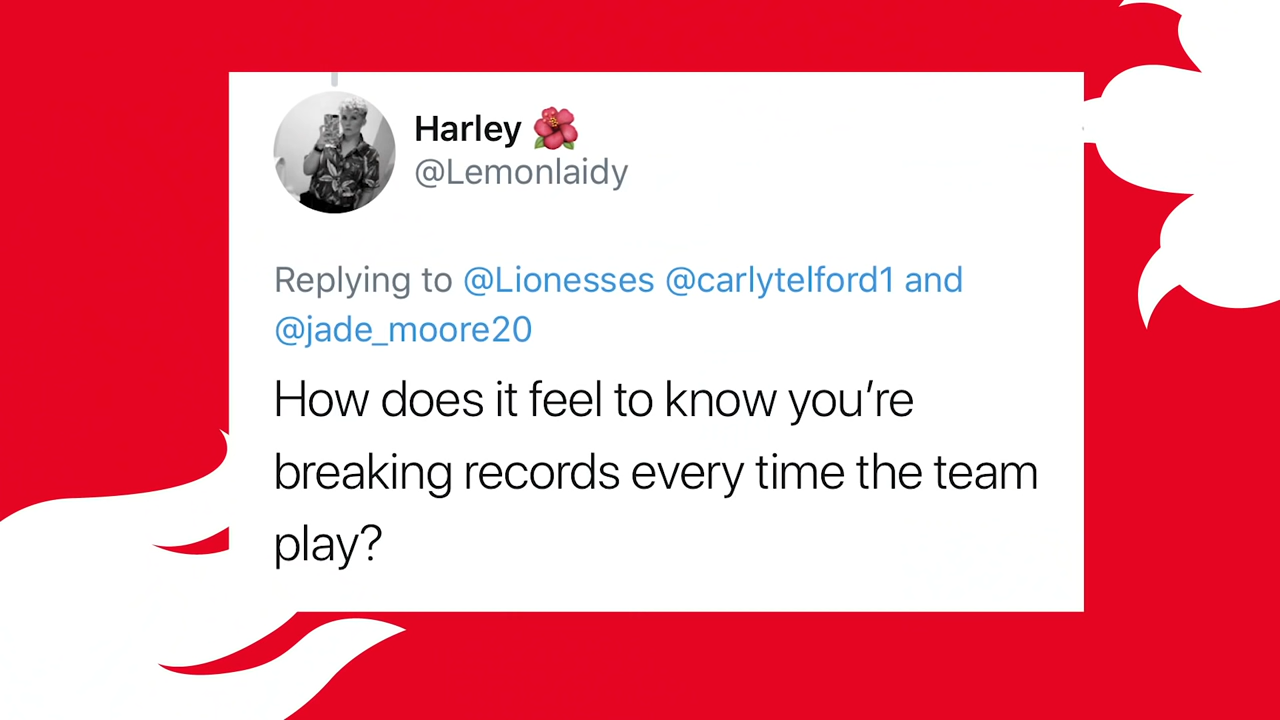 Harley 🌺
@Lemonlaidy
Replying to @Lionesses @carlytelford1 and
@jade_moore20
How does it feel to know you’re
breaking records every time the team
play?